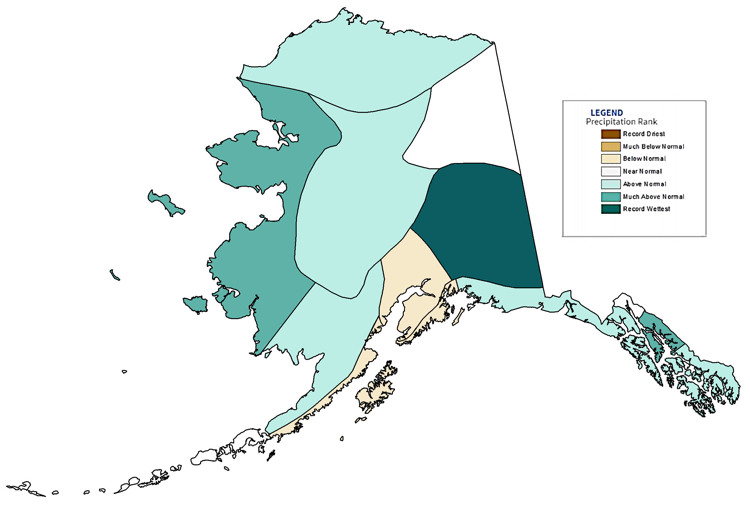 LEGEND
Precipitation Rank
Record Driest
Much Below Normal
Below Normal
Near Normal
Above Normal
Much Above Normal
Record Wettest